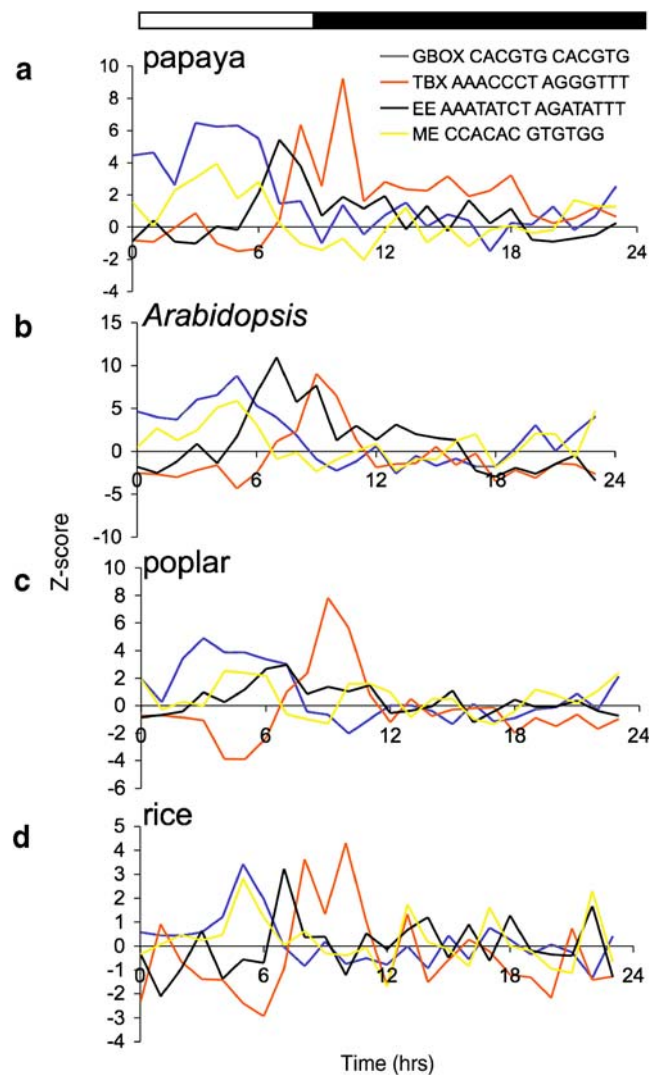 a papaya
GBOX CACGTG CACGTG
TBX AAACCCT AGGGTTT
EE AAATATCT AGATATTT
ME CCACAC GTGTGG
10
8
6
4
2
0
-2
-4
0 6 12 18 24
b Arabidopsis
15
10
5
0
-5
-10
0 6 12 18 24
Z-score
c poplar
10
8
6
4
2
0
-2
-4
-6
0 6 12 18 24
d rice
5
4
3
2
1
0
-1
-2
-3
-4
0 6 12 18 24
Time (hrs)